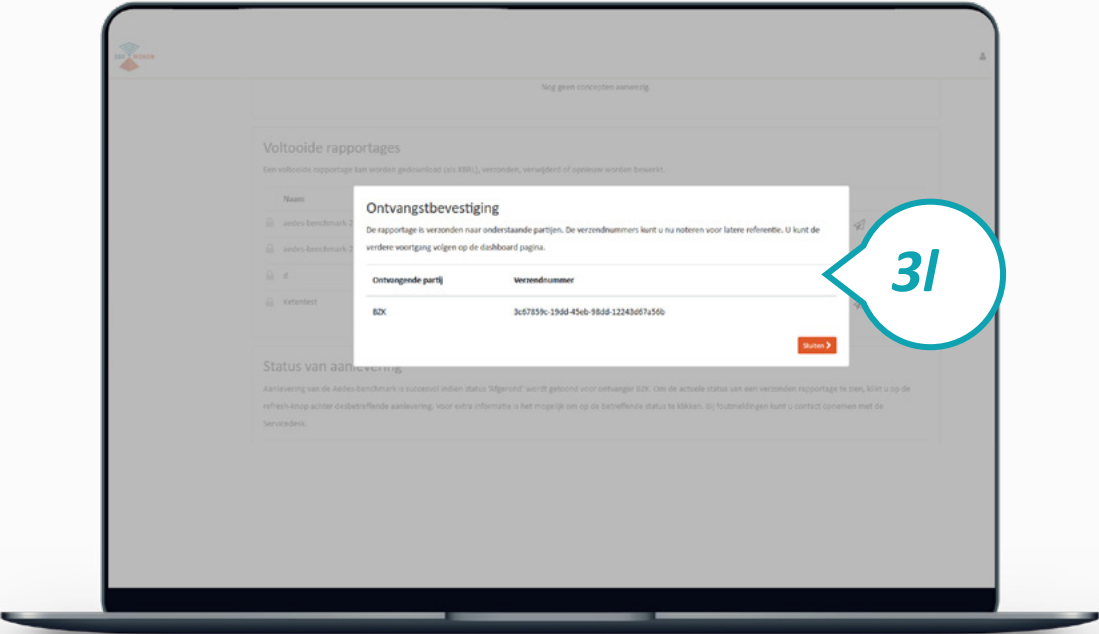 Nog geen concepten aanwezig.
Voltooide rapportages
Een voltooide rapportage kan worden gedownload (als XBRL), verzonden, verwijderd of opnieuw worden bewerkt.
Naam
aedes-benchmark-2
aedes-benchmark-2
d
Ketentest
Ontvangstbevestiging
De rapportage is verzonden naar onderstaande partijen. De verzendnummers kunt u nu noteren voor latere referentie. U kunt de
verdere voortgang volgen op de dashboard pagina.
Ontvangende partij Verzendnummer
BZK 3c67859c-19dd-45eb-98dd-12243d67a56b
Sluiten
3l
Status van aanlevering
Aanlevering van de Aedes-benchmark is succesvol indien status 'Afgerond' wordt getoond voor ontvanger BZK. Om de actuele status van een verzonden rapportage te zien, klikt u op de
refresh-knop achter desbetreffende aanlevering. Voor extra informatie is het mogelijk om op de betreffende status te klikken. Bij foutmeldingen kunt u contact opnemen met de
Servicedesk.